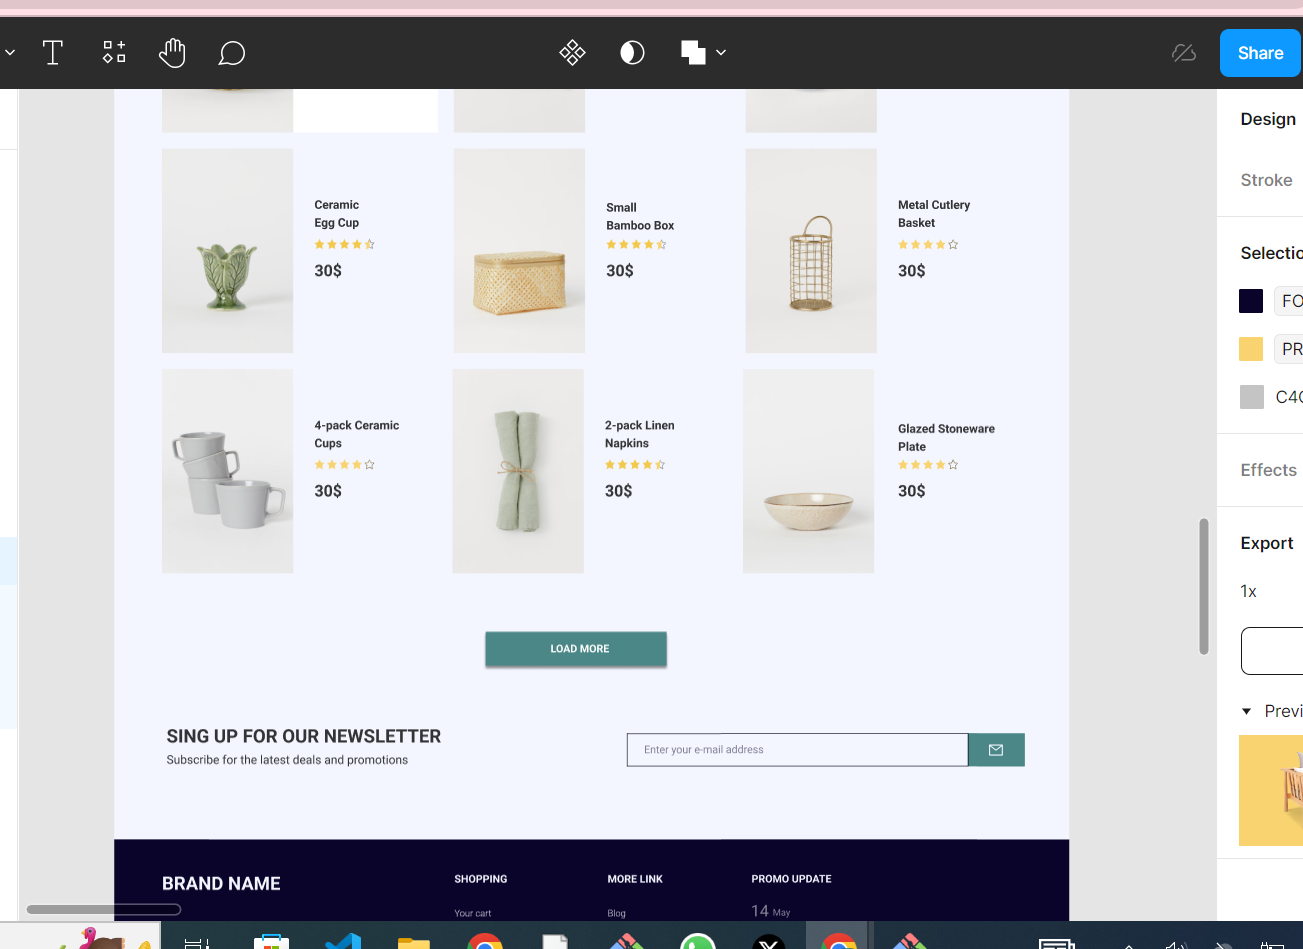 Share
Design
Stroke
Ceramic
Egg Cup
30$
Small
Bamboo Box
30$
Metal Cutlery
Basket
30$
4-pack Ceramic
Cups
30$
2-pack Linen
Napkins
30$
Glazed Stoneware
Plate
30$
LOAD MORE
SING UP FOR OUR NEWSLETTER
Subscribe for the latest deals and promotions
Enter your e-mail address
BRAND NAME
SHOPPING
Your cart
MORE LINK
Blog
PROMO UPDATE
14 May
Selectio
FO
PR
C4
Effects
Export
1x
Previ